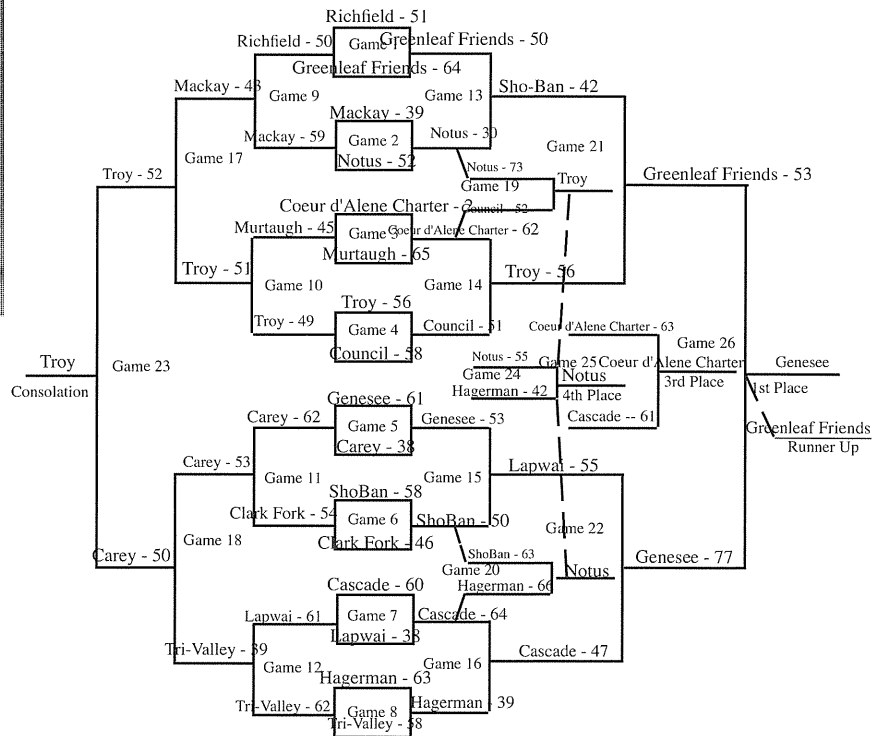 Richfield - 51
Richfield - 50
Game 1
Greenleaf Friends - 50
Greenleaf Friends - 64
Mackay - 43
Game 9
Game 13
Sho-Ban - 42
Mackay - 39
Mackay - 59
Game 2
Notus - 30
Notus - 52
Game 17
Game 21
Troy - 52
Notus - 73
Game 19
Troy
Greenleaf Friends - 53
Coeur d'Alene Charter -
Council - 52
Murtaugh - 45
Game 3
Coeur d'Alene Charter - 62
Murtaugh - 65
Troy - 51
Game 10
Game 14
Troy - 56
Troy - 56
Troy - 49
Game 4
Council - 51
Council - 58
Coeur d'Alene Charter - 63
Game 26
Troy
Game 23
Notus - 55
Game 25
Coeur d'Alene Charter
Genesee
Game 24
Notus
3rd Place
1st Place
Consolation
Hagerman - 42
4th Place
Genesee - 61
Carey - 62
Game 5
Genesee - 53
Cascade -- 61
Greenleaf Friends
Runner Up
Carey - 38
Carey - 53
Game 11
Game 15
Lapwai - 55
ShoBan - 58
Clark Fork - 54
Game 6
ShoBan - 50
Game 22
Clark Fork - 46
Game 18
Carey - 50
ShoBan - 63
Game 20
Notus
Genesee - 77
Hagerman - 66
Cascade - 60
Lapwai - 61
Game 7
Cascade - 64
Lapwai - 38
Tri-Valley - 39
Game 12
Game 16
Cascade - 47
Hagerman - 63
Tri-Valley - 62
Game 8
Hagerman - 39
Tri-Valley - 58